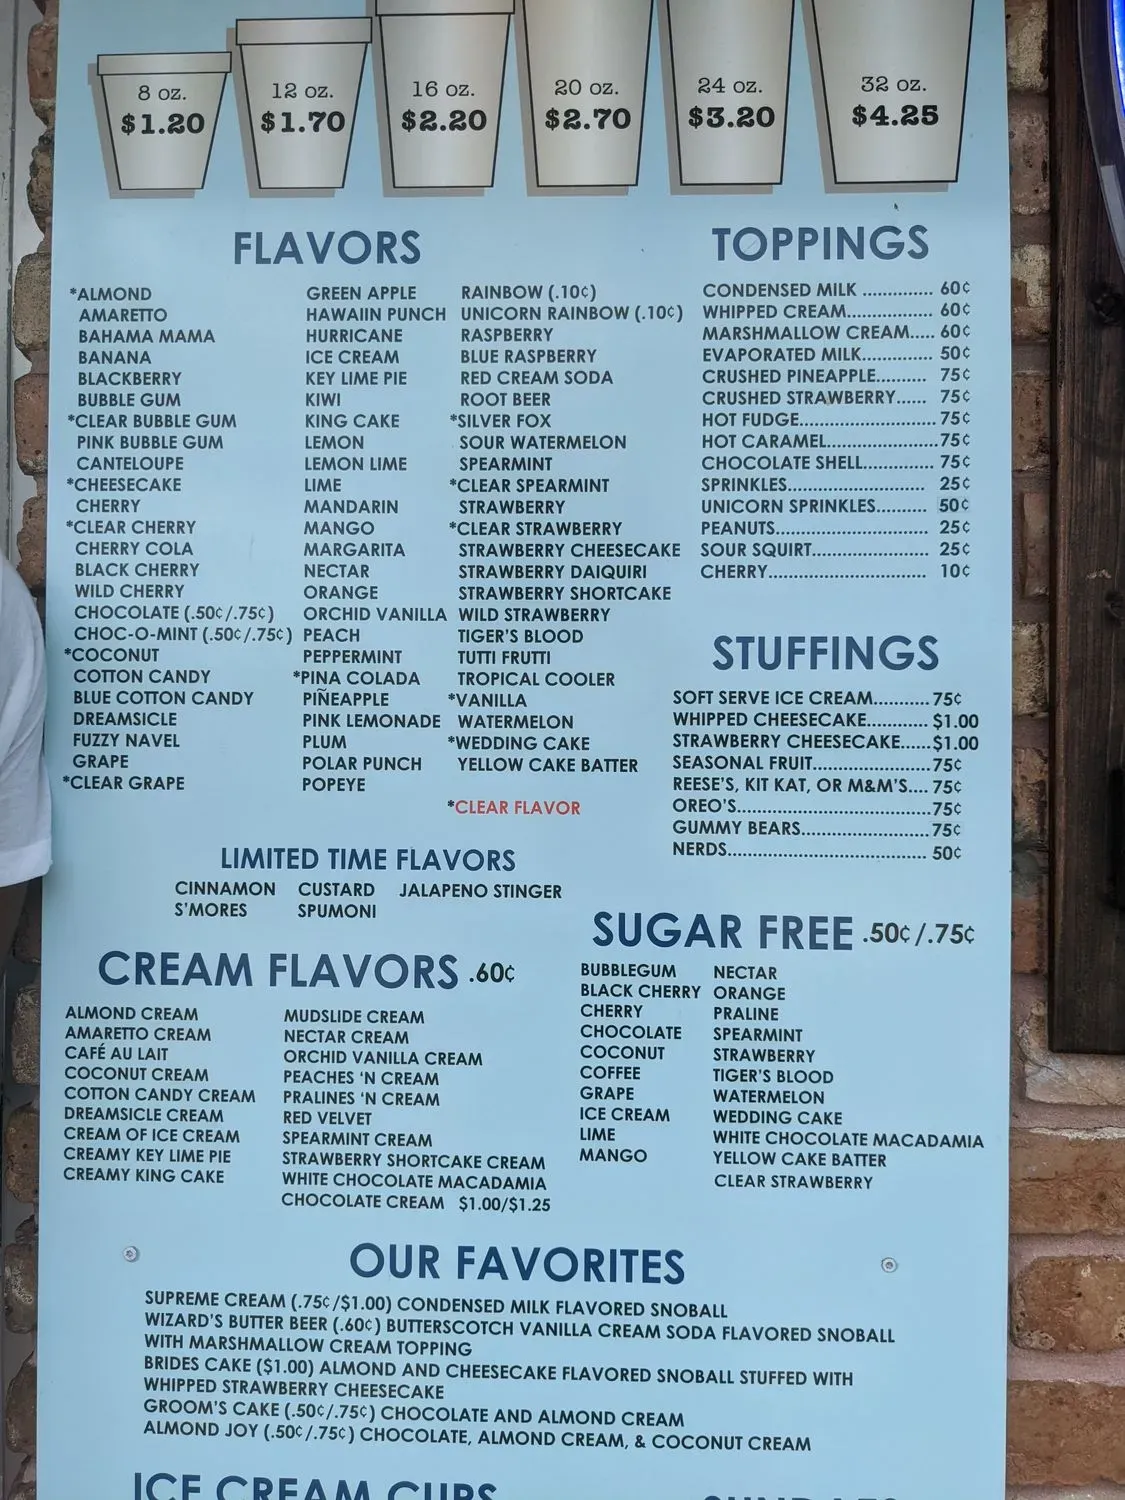 8 oz.
$1.20
12 oz.
$1.70
16 oz.
$2.20
20 oz.
$2.70
24 oz.
$3.20
32 oz.
$4.25
FLAVORS
*ALMOND
AMARETTO
BAHAMA MAMA
BANANA
BLACKBERRY
BUBBLE GUM
*CLEAR BUBBLE GUM
PINK BUBBLE GUM
CANTELOUPE
*CHEESECAKE
CHERRY
*CLEAR CHERRY
CHERRY COLA
BLACK CHERRY
WILD CHERRY
CHOCOLATE (.50¢/.75¢)
CHOC-O-MINT (.50¢/.75¢)
*COCONUT
COTTON CANDY
BLUE COTTON CANDY
DREAMSICLE
FUZZY NAVEL
GRAPE
*CLEAR GRAPE
GREEN APPLE
HAWAIIN PUNCH
HURRICANE
ICE CREAM
KEY LIME PIE
KIWI
KING CAKE
LEMON
LEMON LIME
LIME
MANDARIN
MANGO
MARGARITA
NECTAR
ORANGE
ORCHID VANILLA
PEACH
PEPPERMINT
*PINA COLADA
PIÑEAPPLE
PINK LEMONADE
PLUM
POLAR PUNCH
POPEYE
RAINBOW (.10¢)
UNICORN RAINBOW (.10¢)
RASPBERRY
BLUE RASPBERRY
RED CREAM SODA
ROOT BEER
*SILVER FOX
SOUR WATERMELON
SPEARMINT
*CLEAR SPEARMINT
STRAWBERRY
*CLEAR STRAWBERRY
STRAWBERRY CHEESECAKE
STRAWBERRY DAIQUIRI
STRAWBERRY SHORTCAKE
WILD STRAWBERRY
TIGER'S BLOOD
TUTTI FRUTTI
TROPICAL COOLER
*VANILLA
WATERMELON
*WEDDING CAKE
YELLOW CAKE BATTER
*CLEAR FLAVOR
TOPPINGS
CONDENSED MILK ............. 60¢
WHIPPED CREAM................ 60¢
MARSHMALLOW CREAM..... 60¢
EVAPORATED MILK............. 50¢
CRUSHED PINEAPPLE.......... 75¢
CRUSHED STRAWBERRY...... 75¢
HOT FUDGE.........................75¢
HOT CARAMEL....................75¢
CHOCOLATE SHELL............. 75¢
SPRINKLES......................... 25¢
UNICORN SPRINKLES......... 50¢
PEANUTS............................ 25¢
SOUR SQUIRT..................... 25¢
CHERRY............................. 10¢
STUFFINGS
SOFT SERVE ICE CREAM...........75¢
WHIPPED CHEESECAKE............ $1.00
STRAWBERRY CHEESECAKE......$1.00
SEASONAL FRUIT.......................75¢
REESE'S, KIT KAT, OR M&M'S.... 75¢
OREO'S.....................................75¢
GUMMY BEARS.........................75¢
NERDS...................................... 50¢
LIMITED TIME FLAVORS
CINNAMON CUSTARD JALAPENO STINGER
S'MORES SPUMONI
CREAM FLAVORS .60¢
ALMOND CREAM
AMARETTO CREAM
CAFÉ AU LAIT
COCONUT CREAM
COTTON CANDY CREAM
DREAMSICLE CREAM
CREAM OF ICE CREAM
CREAMY KEY LIME PIE
CREAMY KING CAKE
MUDSLIDE CREAM
NECTAR CREAM
ORCHID VANILLA CREAM
PEACHES 'N CREAM
PRALINES 'N CREAM
RED VELVET
SPEARMINT CREAM
STRAWBERRY SHORTCAKE CREAM
WHITE CHOCOLATE MACADAMIA
CHOCOLATE CREAM $1.00/$1.25
SUGAR FREE .50¢/.75¢
BUBBLEGUM
BLACK CHERRY
CHERRY
CHOCOLATE
COCONUT
COFFEE
GRAPE
ICE CREAM
LIME
MANGO
NECTAR
ORANGE
PRALINE
SPEARMINT
STRAWBERRY
TIGER'S BLOOD
WATERMELON
WEDDING CAKE
WHITE CHOCOLATE MACADAMIA
YELLOW CAKE BATTER
CLEAR STRAWBERRY
OUR FAVORITES
SUPREME CREAM (.75¢/$1.00) CONDENSED MILK FLAVORED SNOBALL
WIZARD'S BUTTER BEER (.60¢) BUTTERSCOTCH VANILLA CREAM SODA FLAVORED SNOBALL
WITH MARSHMALLOW CREAM TOPPING
BRIDES CAKE ($1.00) ALMOND AND CHEESECAKE FLAVORED SNOBALL STUFFED WITH
WHIPPED STRAWBERRY CHEESECAKE
GROOM'S CAKE (.50¢/.75¢) CHOCOLATE AND ALMOND CREAM
ALMOND JOY (.50¢/.75¢) CHOCOLATE, ALMOND CREAM, & COCONUT CREAM
ICE CREAM CUPS